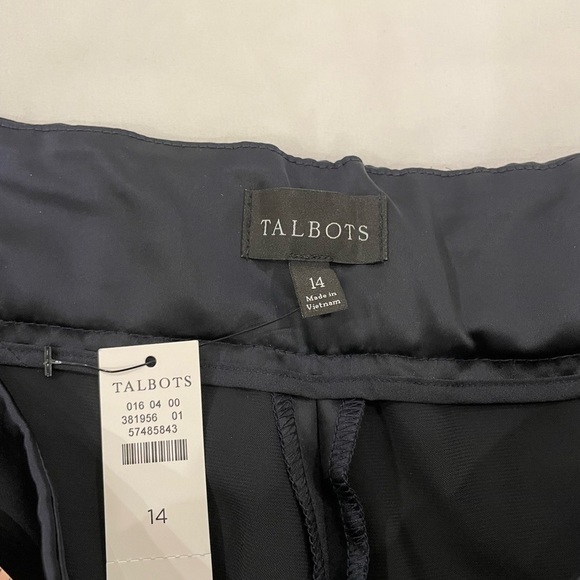 TALBOTS
14
Made in
Vietnam
TALBOTS
016 04 00
381956 01
57485843
14